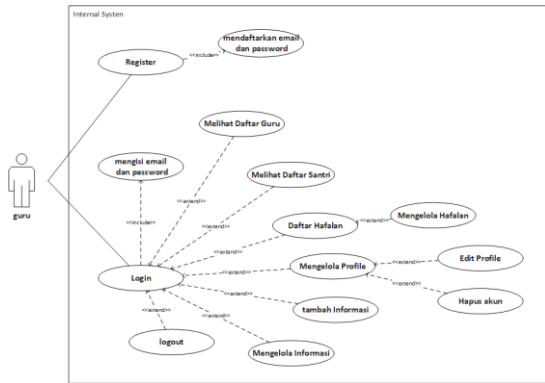 Internal System
mendaftarkan email
dan password
<<include>>
Register
Melihat Daftar Guru
mengisi email
dan password
<<extend>>
Melihat Daftar Santri
guru
<<include>>
<<extend>>
Daftar Hafalan
<<extend>>
Mengelola Hafalan
<<extend>>
Login
<<extend>>
Mengelola Profile
<<extend>>
Edit Profile
<<extend>>
Hapus akun
<<extend>>
tambah Informasi
<<extend>>
logout
<<extend>>
Mengelola Informasi